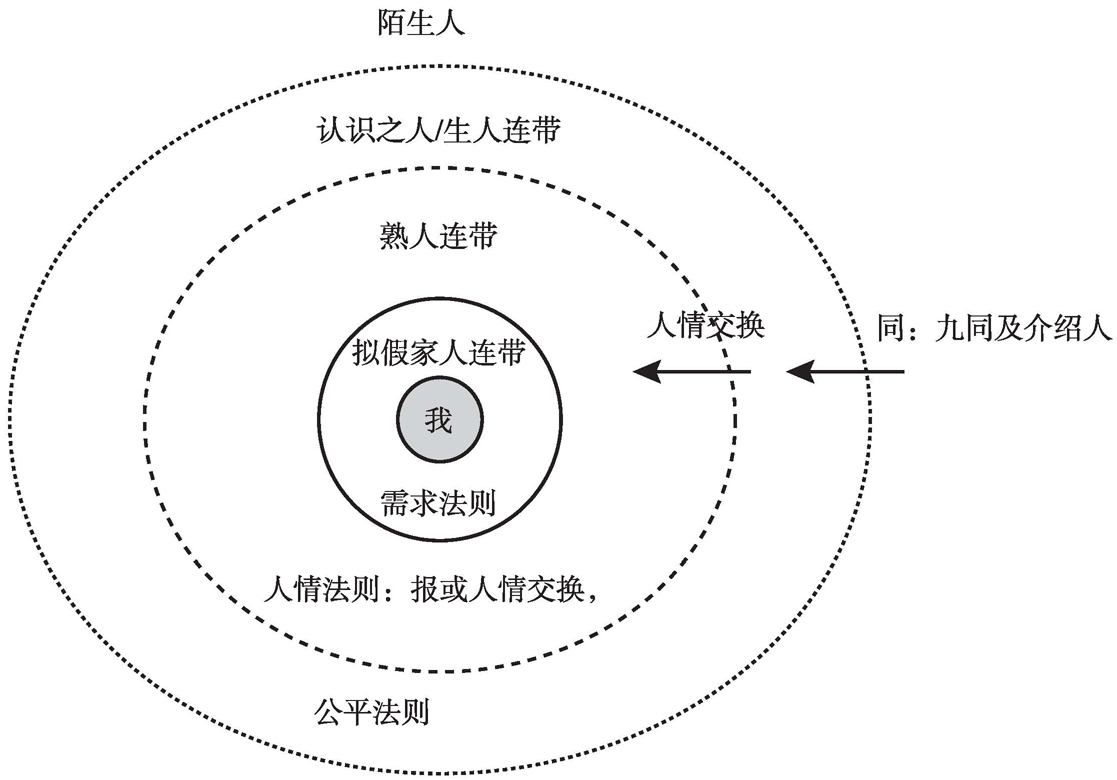 陌生人
认识之人/生人连带
熟人连带
人情交换
同：九同及介绍人
拟假家人连带
我
需求法则
人情法则：报或人情交换，
公平法则